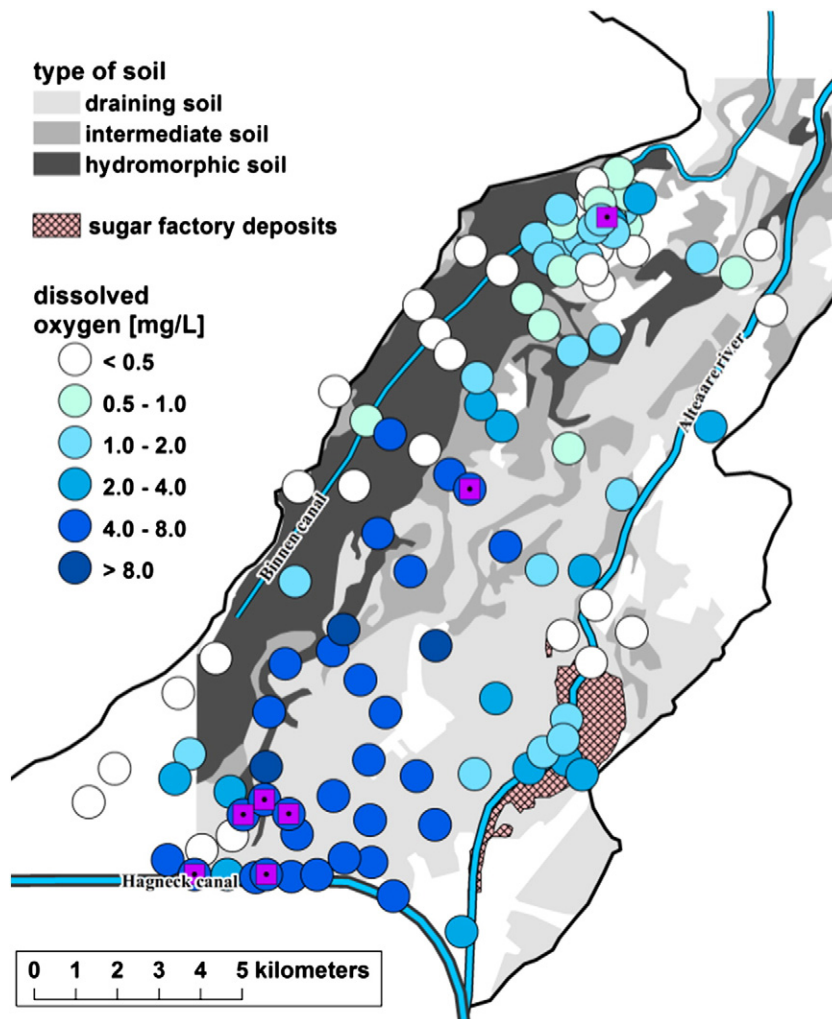 type of soil
draining soil
intermediate soil
hydromorphic soil
sugar factory deposits
dissolved
oxygen [mg/L]
< 0.5
0.5 - 1.0
1.0 - 2.0
2.0 - 4.0
4.0 - 8.0
> 8.0
Alteaare river
Binnen canal
Hagneck canal
0 1 2 3 4 5 kilometers